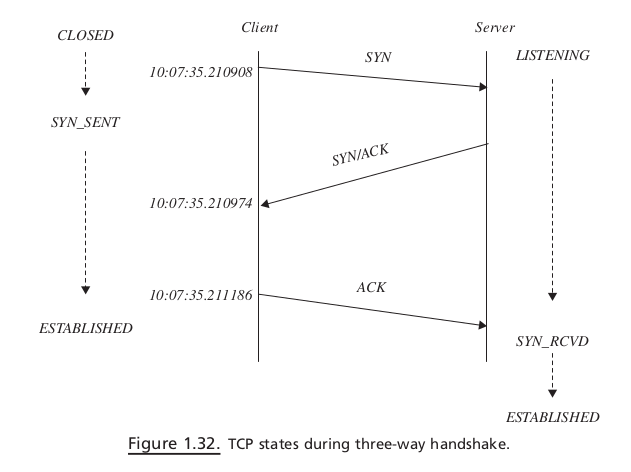 Client
Server
CLOSED
LISTENING
SYN
10:07:35.210908
SYN_SENT
SYN/ACK
10:07:35.210974
ACK
10:07:35.211186
ESTABLISHED
SYN_RCVD
ESTABLISHED
Figure 1.32. TCP states during three-way handshake.